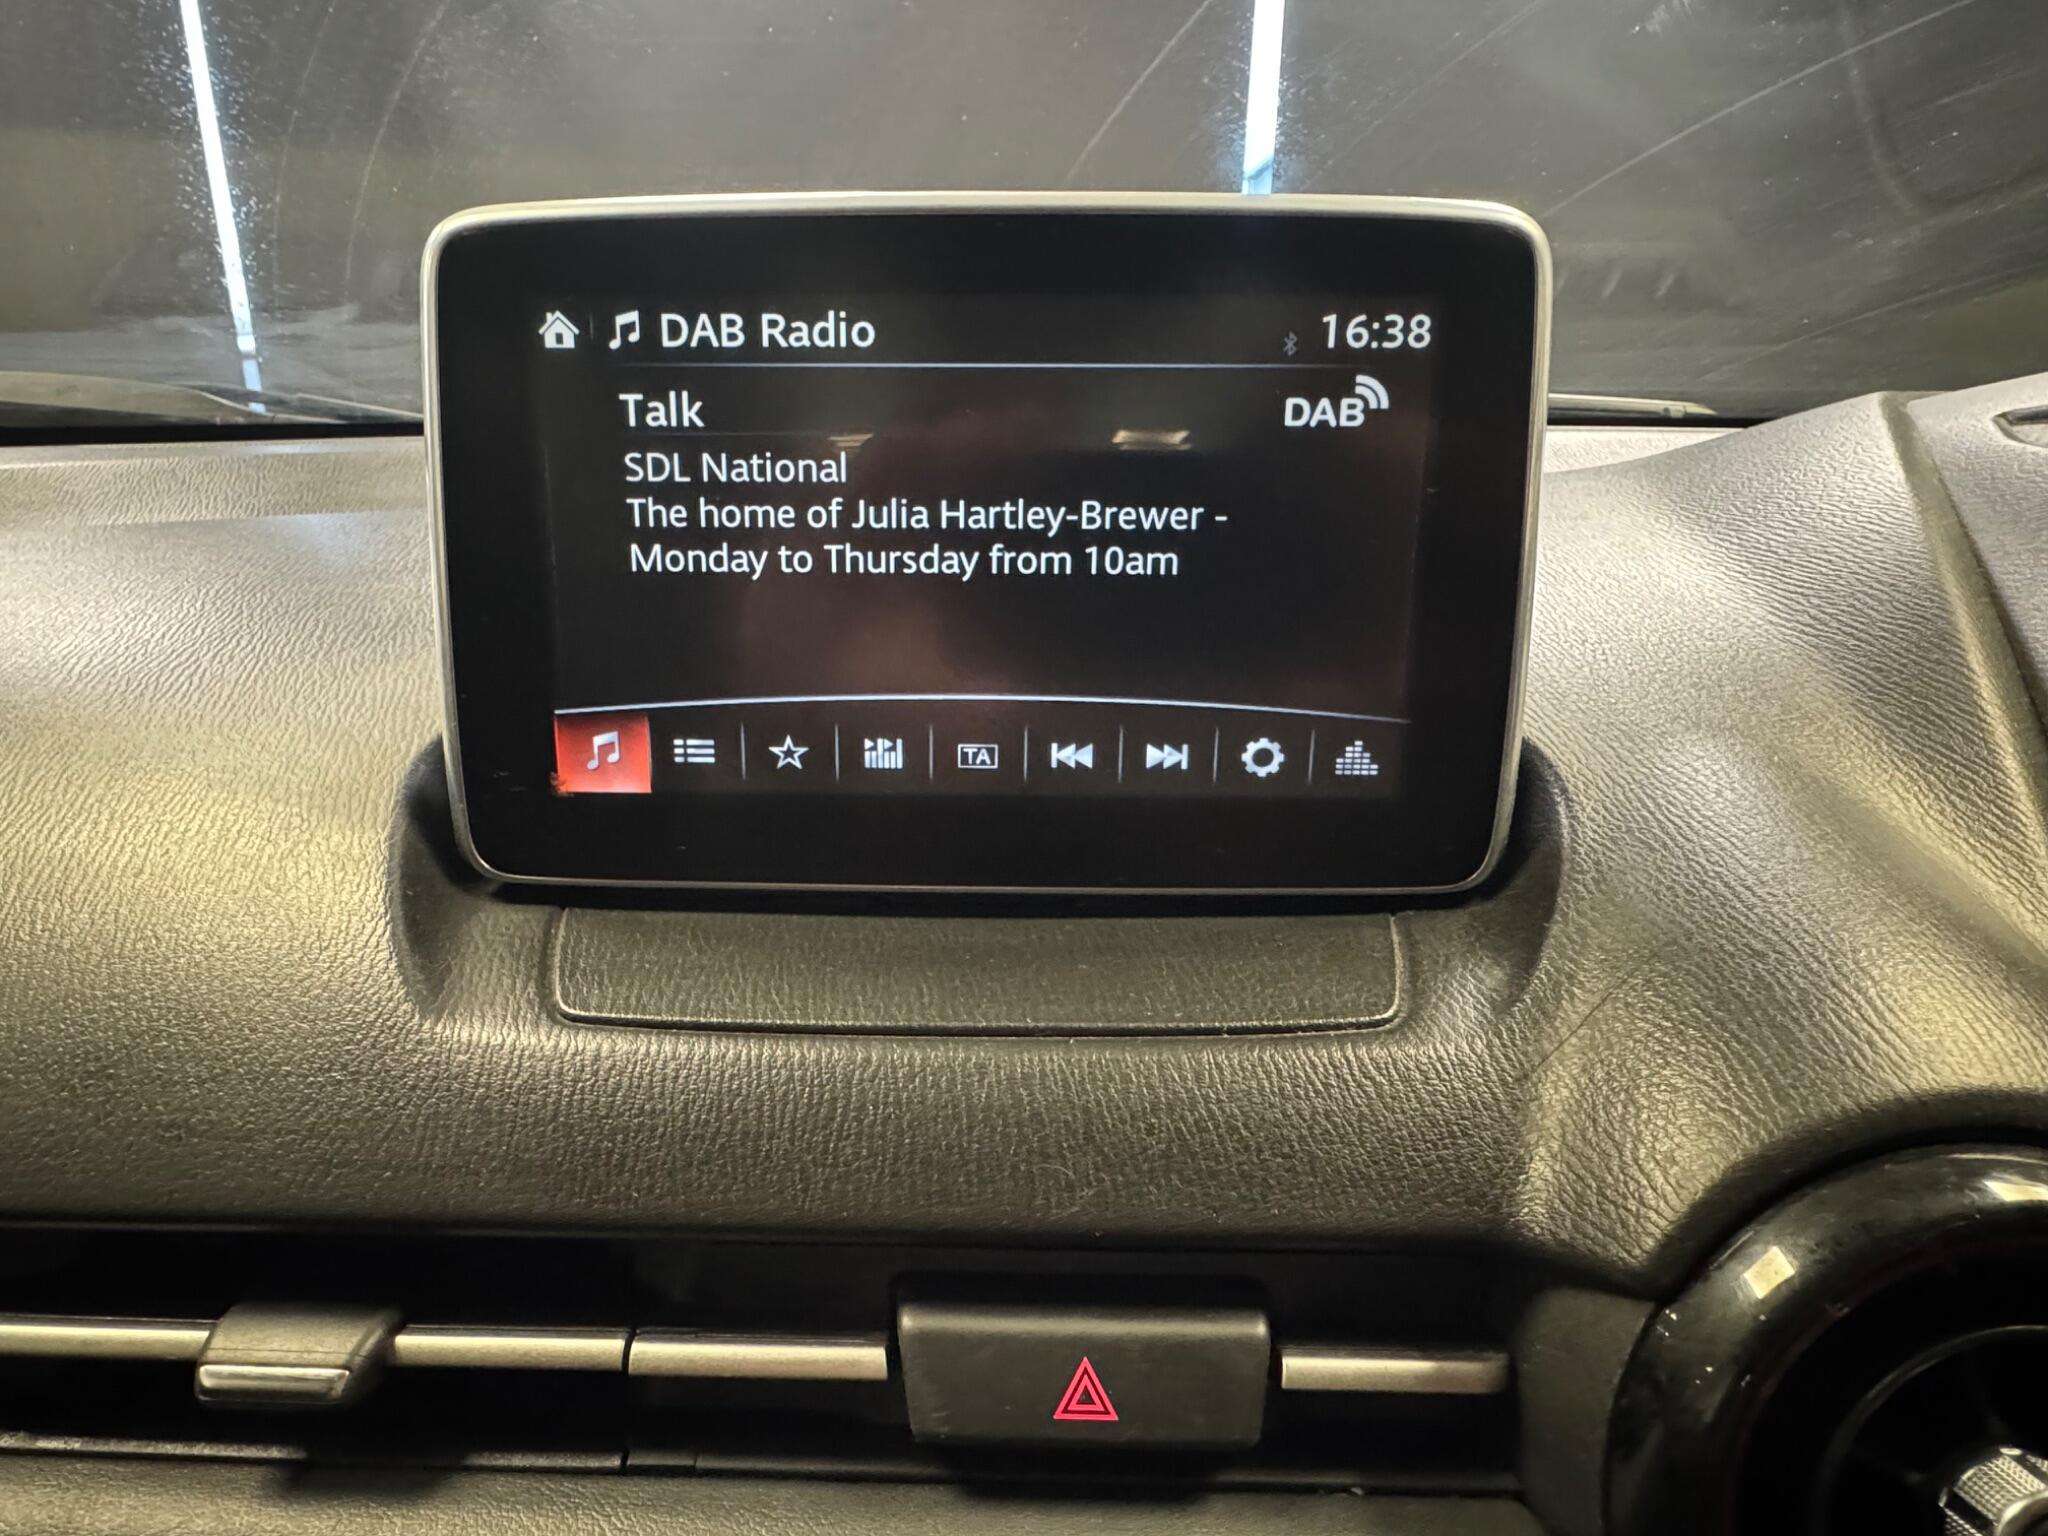 DAB Radio
16:38
Talk
DAB
SDL National
The home of Julia Hartley-Brewer -
Monday to Thursday from 10am
TA